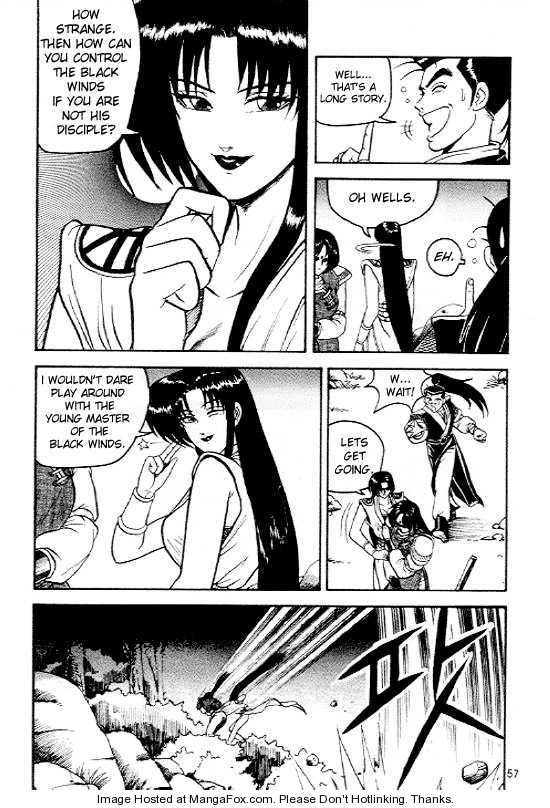 HOW
STRANGE.
THEN HOW CAN
YOU CONTROL
THE BLACK
WINDS
IF YOU ARE
NOT HIS
DISCIPLE?
WELL...
THAT'S A
LONG STORY.
OH WELLS.
EH.
I WOULDN'T DARE
PLAY AROUND
WITH THE
YOUNG MASTER
OF THE
BLACK WINDS.
W...
WAIT!
LETS
GET
GOING.
팟
57
Image Hosted at MangaFox.com. Please Don't Hotlinking. Thanks.